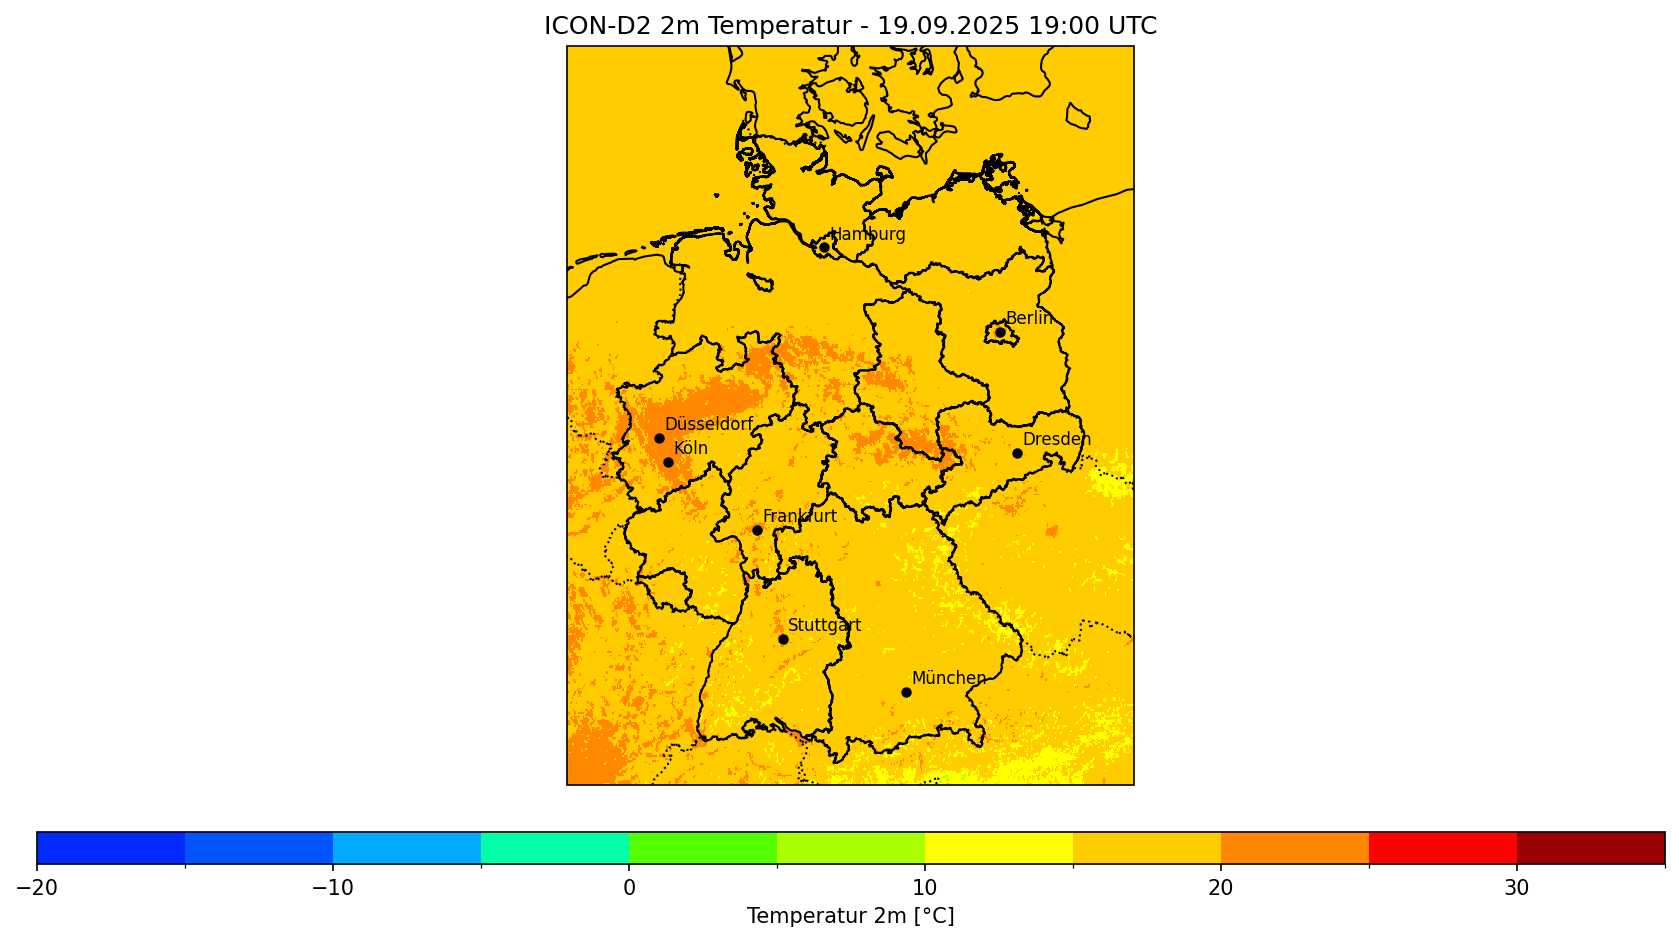 ICON-D2 2m Temperatur - 19.09.2025 19:00 UTC
Hamburg
Berlin
Düsseldorf
Köln
Dresden
Frankfurt
Stuttgart
München
−20 −10 0 10 20 30
Temperatur 2m [°C]